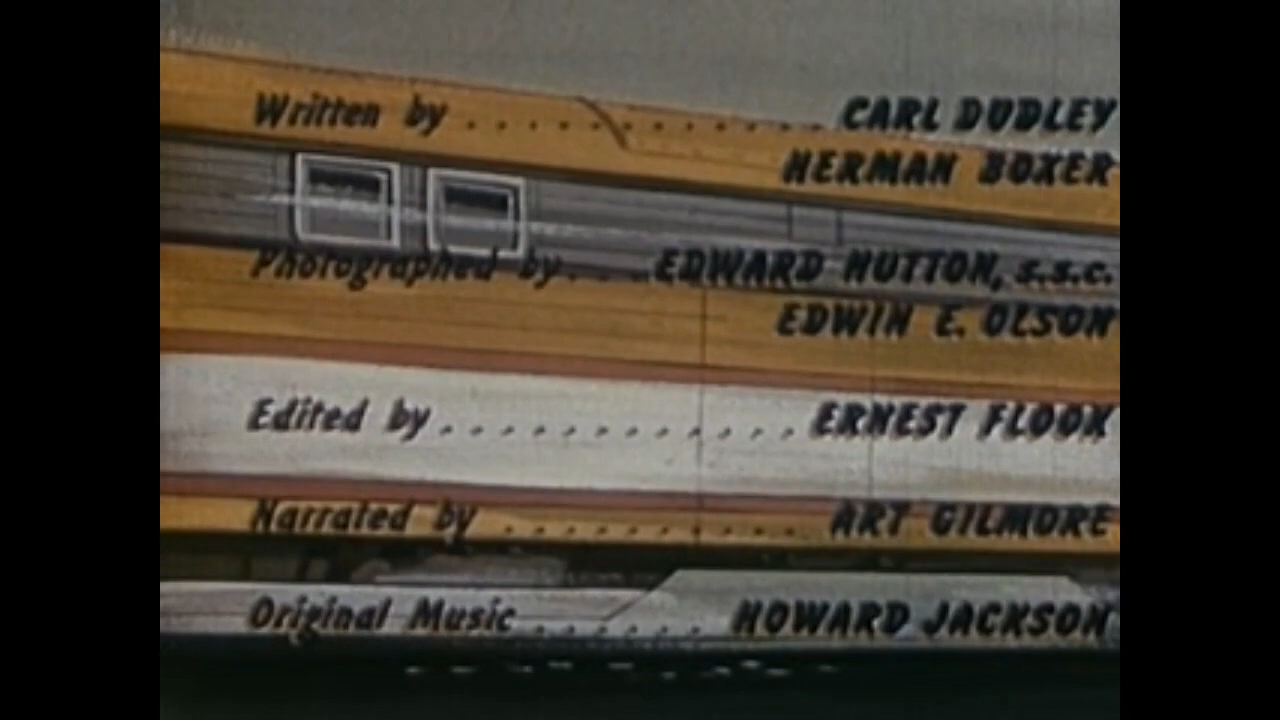 Written by . . . . . . . . . . . . CARL DUDLEY
HERMAN BOXER
Photographed by . . . . EDWARD HUTTON, s.s.c.
EDWIN E. OLSON
Edited by . . . . . . . . . . . . ERNEST FLOOK
Narrated by . . . . . . . . . . ART GILMORE
Original Music . . . . . . HOWARD JACKSON